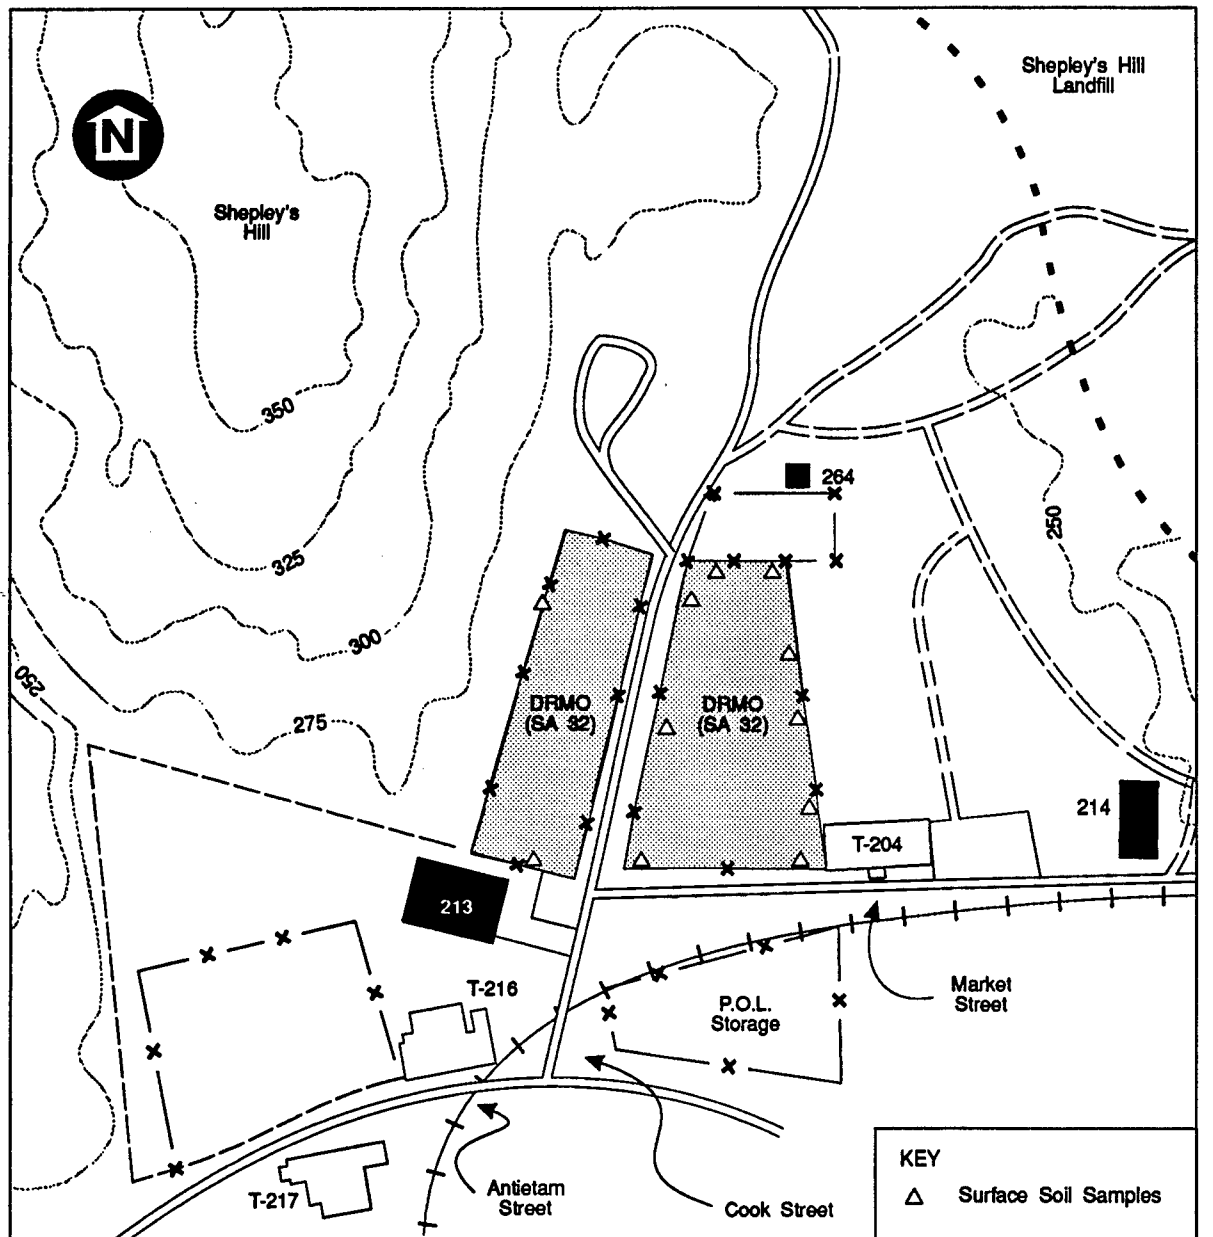 Shepley's Hill
Landfill
N
Shepley's
Hill
350
264
250
325
300
250
DRMO
(SA 32)
DRMO
(SA 32)
275
214
T-204
213
T-216
P.O.L.
Storage
Market
Street
KEY
Surface Soil Samples
Antietam
Street
T-217
Cook Street